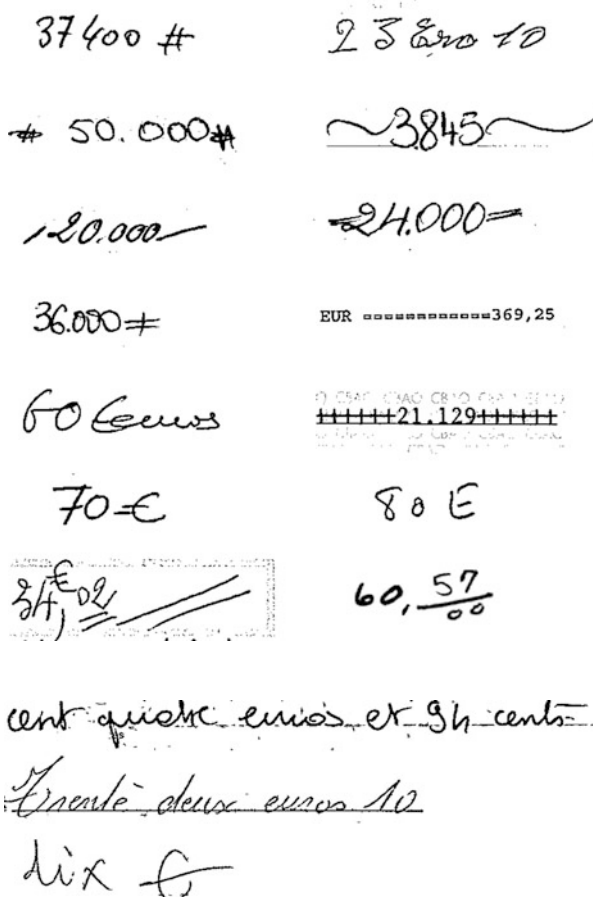 37400 # 23 Ero 10
# 50.000# ~3845~
120.000- =24.000=
36.000≠ EUR ============369,25
60 Euros ++++++21.129++++++
70=€ 80 E
34,€02 60,57/00
cent quatre euros et 94 cents
Trente deux euros 10
dix €